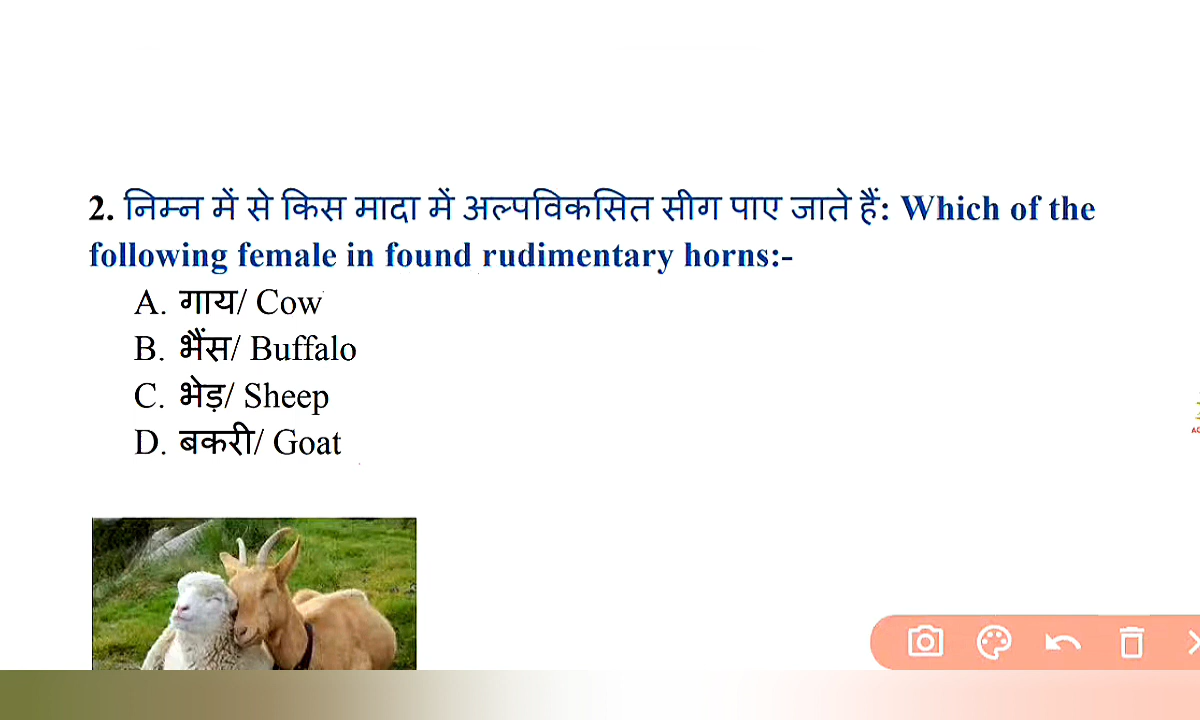 2. निम्न में से किस मादा में अल्पविकसित सीग पाए जाते हैं: Which of the
following female in found rudimentary horns:-
A. गाय/ Cow
B. भैंस/ Buffalo
C. भेड़/ Sheep
D. बकरी/ Goat